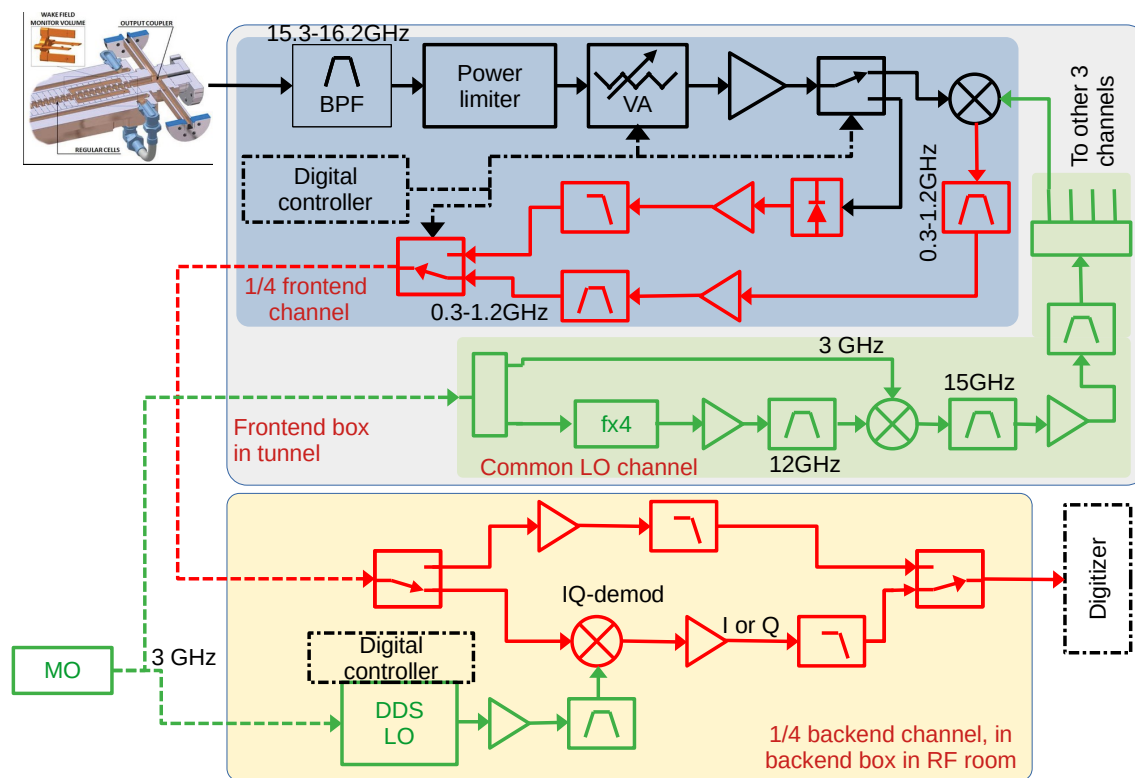 WAKE FIELD
MONITOR VOLUME
OUTPUT COUPLER
REGULAR CELLS
15.3-16.2GHz
BPF
Power
limiter
VA
To other 3
channels
Digital
controller
0.3-1.2GHz
1/4 frontend
channel
0.3-1.2GHz
3 GHz
15GHz
fx4
12GHz
Frontend box
in tunnel
Common LO channel
IQ-demod
I or Q
Digitizer
Digital
controller
MO
3 GHz
DDS
LO
1/4 backend channel, in
backend box in RF room